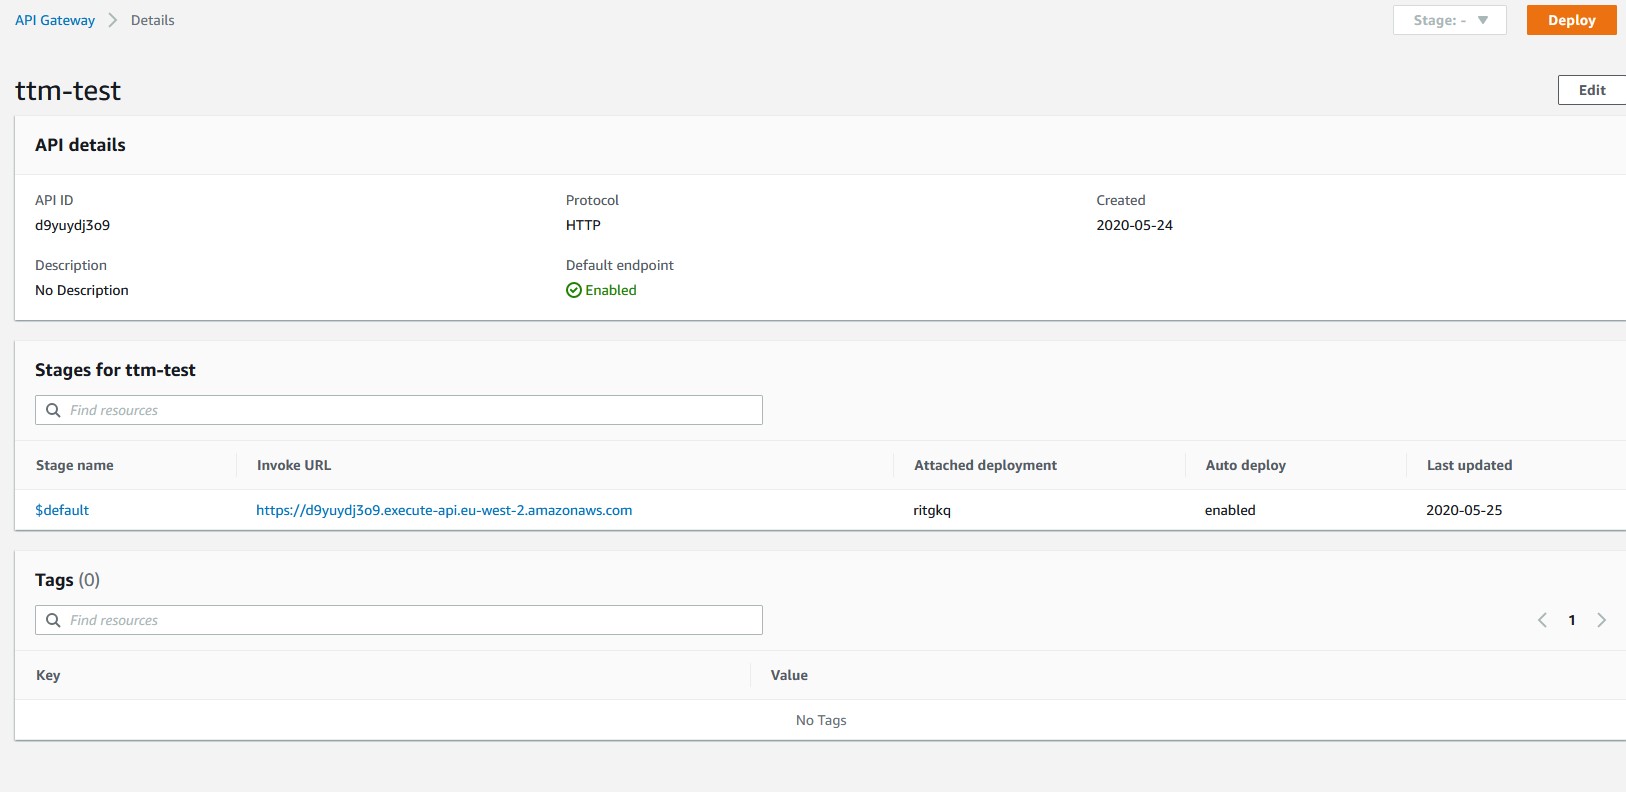 API Gateway Details Stage: - Deploy
ttm-test Edit
API details
API ID Protocol Created
d9yuydj3o9 HTTP 2020-05-24
Description Default endpoint
No Description Enabled
Stages for ttm-test
Find resources
Stage name Invoke URL Attached deployment Auto deploy Last updated
$default https://d9yuydj3o9.execute-api.eu-west-2.amazonaws.com ritgkq enabled 2020-05-25
Tags (0)
Find resources 1
Key Value
No Tags